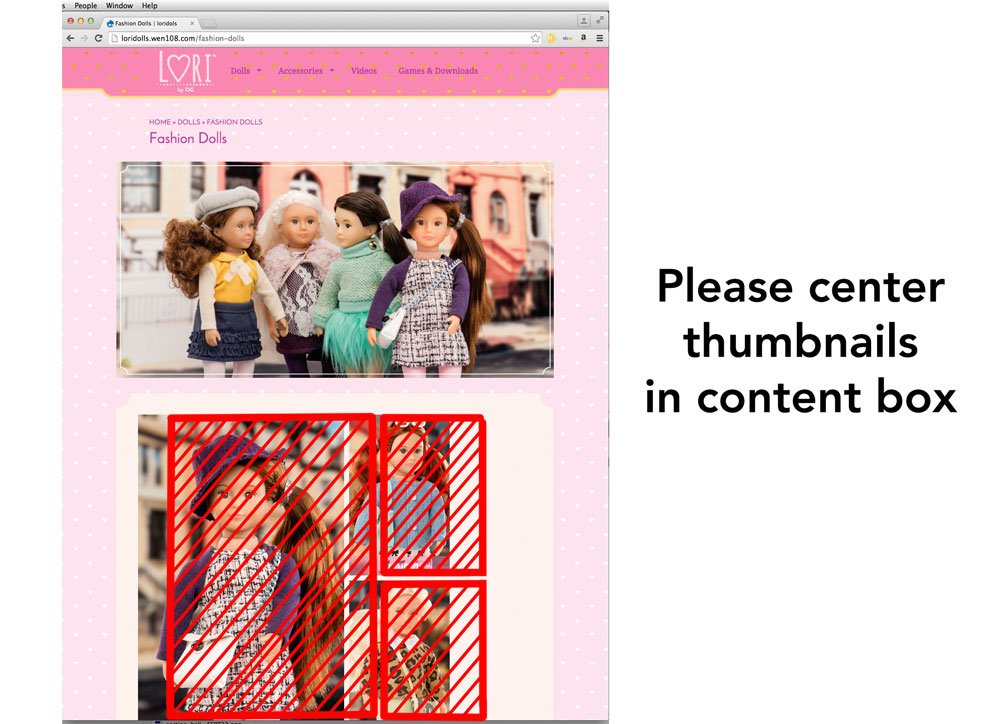 s People Window Help
Fashion Dolls | loridols
loridolls.wen108.com/fashion-dolls
LORI™
by OG
Dolls Accessories Videos Games & Downloads
HOME » DOLLS » FASHION DOLLS
Fashion Dolls
Please center
thumbnails
in content box